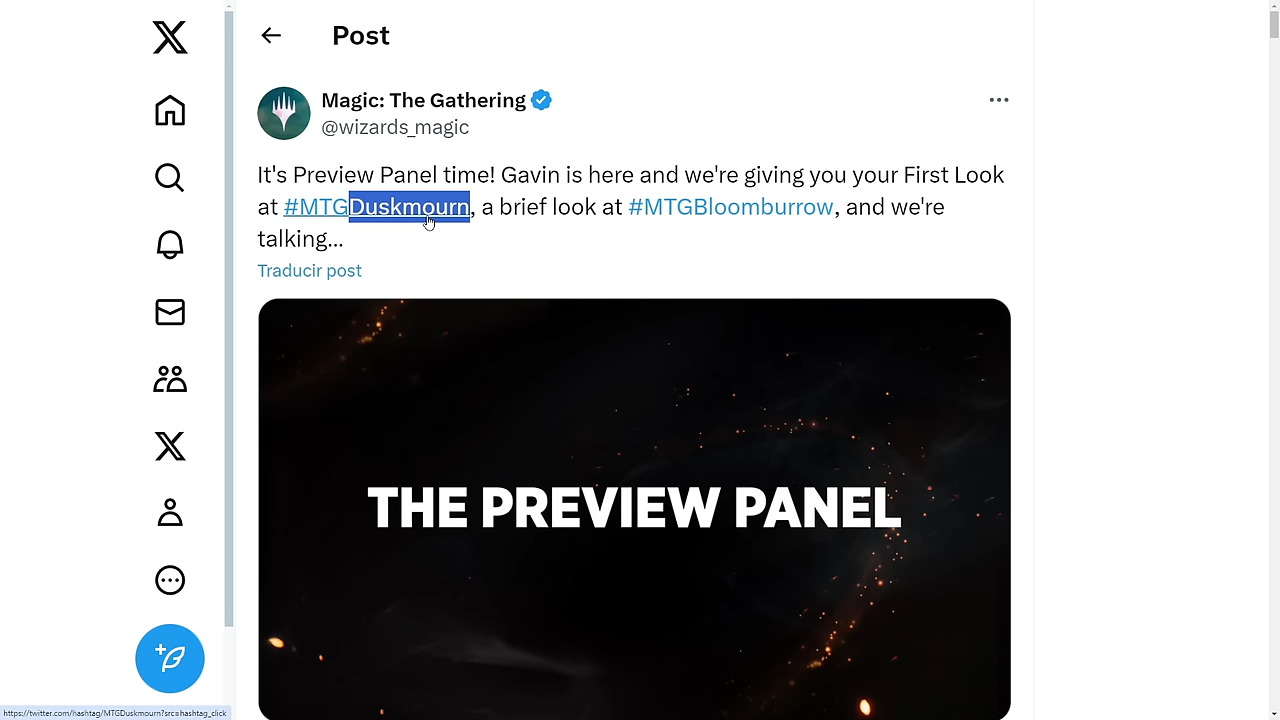 Post
Magic: The Gathering
@wizards_magic
It's Preview Panel time! Gavin is here and we're giving you your First Look
at #MTGDuskmourn, a brief look at #MTGBloomburrow, and we're
talking...
Traducir post
THE PREVIEW PANEL
https://twitter.com/hashtag/MTGDuskmourn?src=hashtag_click